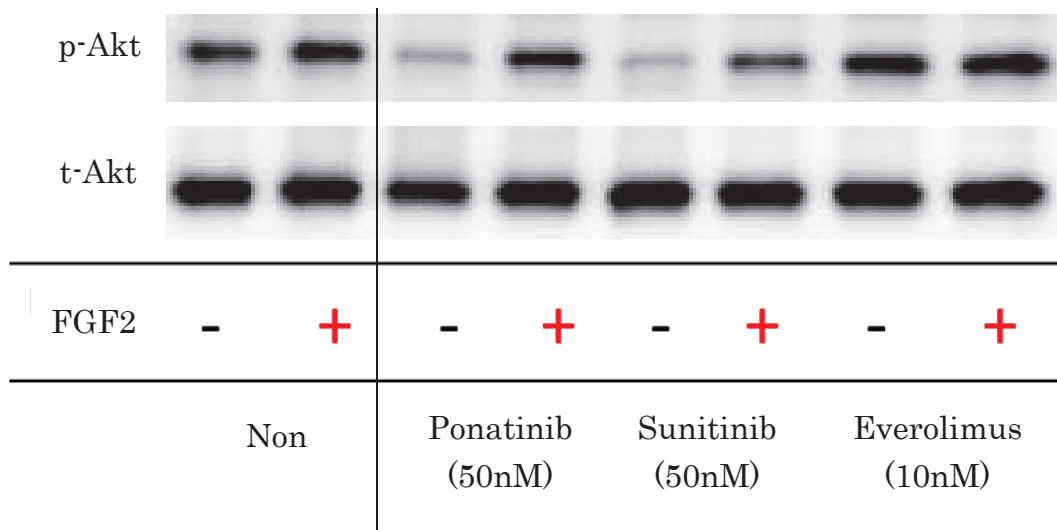 p-Akt
t-Akt
FGF2 - + - + - + - +
Non Ponatinib Sunitinib Everolimus
(50nM) (50nM) (10nM)